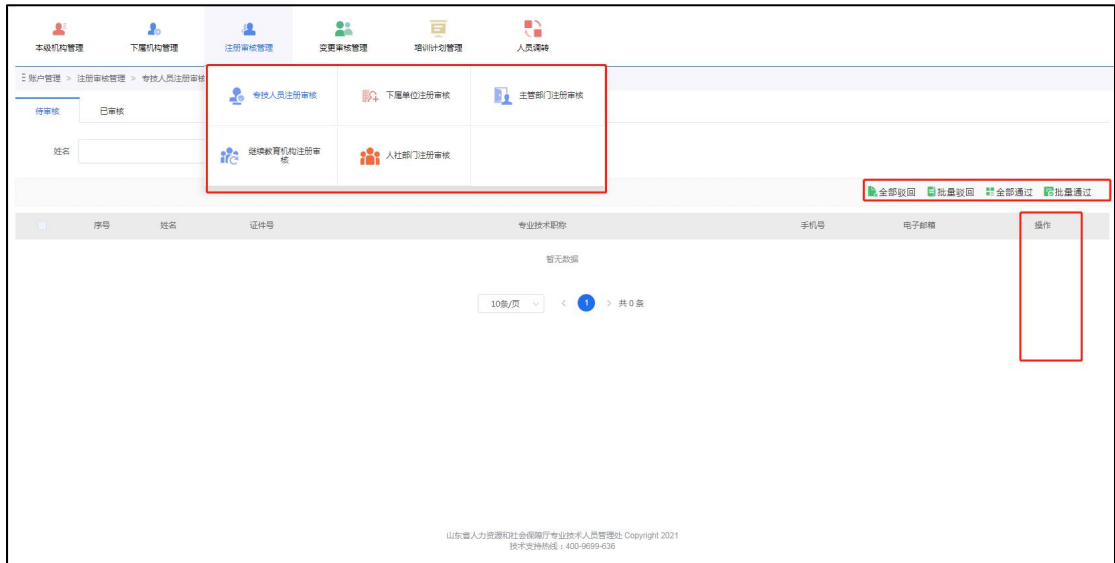 本级机构管理 下属机构管理 注册审核管理 变更审核管理 培训计划管理 人员调转
账户管理 > 注册审核管理 > 专技人员注册审核
专技人员注册审核 下属单位注册审核 主管部门注册审核
待审核 已审核
姓名
继续教育机构注册审
核
人社部门注册审核
全部驳回 批量驳回 全部通过 批量通过
序号 姓名 证件号 专业技术职称 手机号 电子邮箱 操作
暂无数据
10条/页 < 1 > 共 0 条
山东省人力资源和社会保障厅专业技术人员管理处 Copyright 2021
技术支持热线：400-9699-636